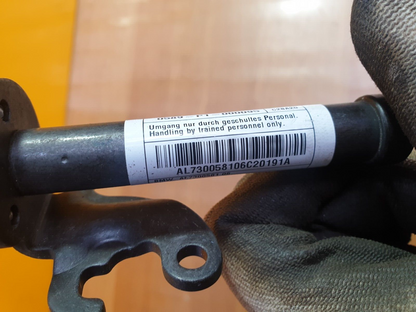 Umgang nur durch geschultes Personal.
Handling by trained personnel only.
AL730058106C20191A